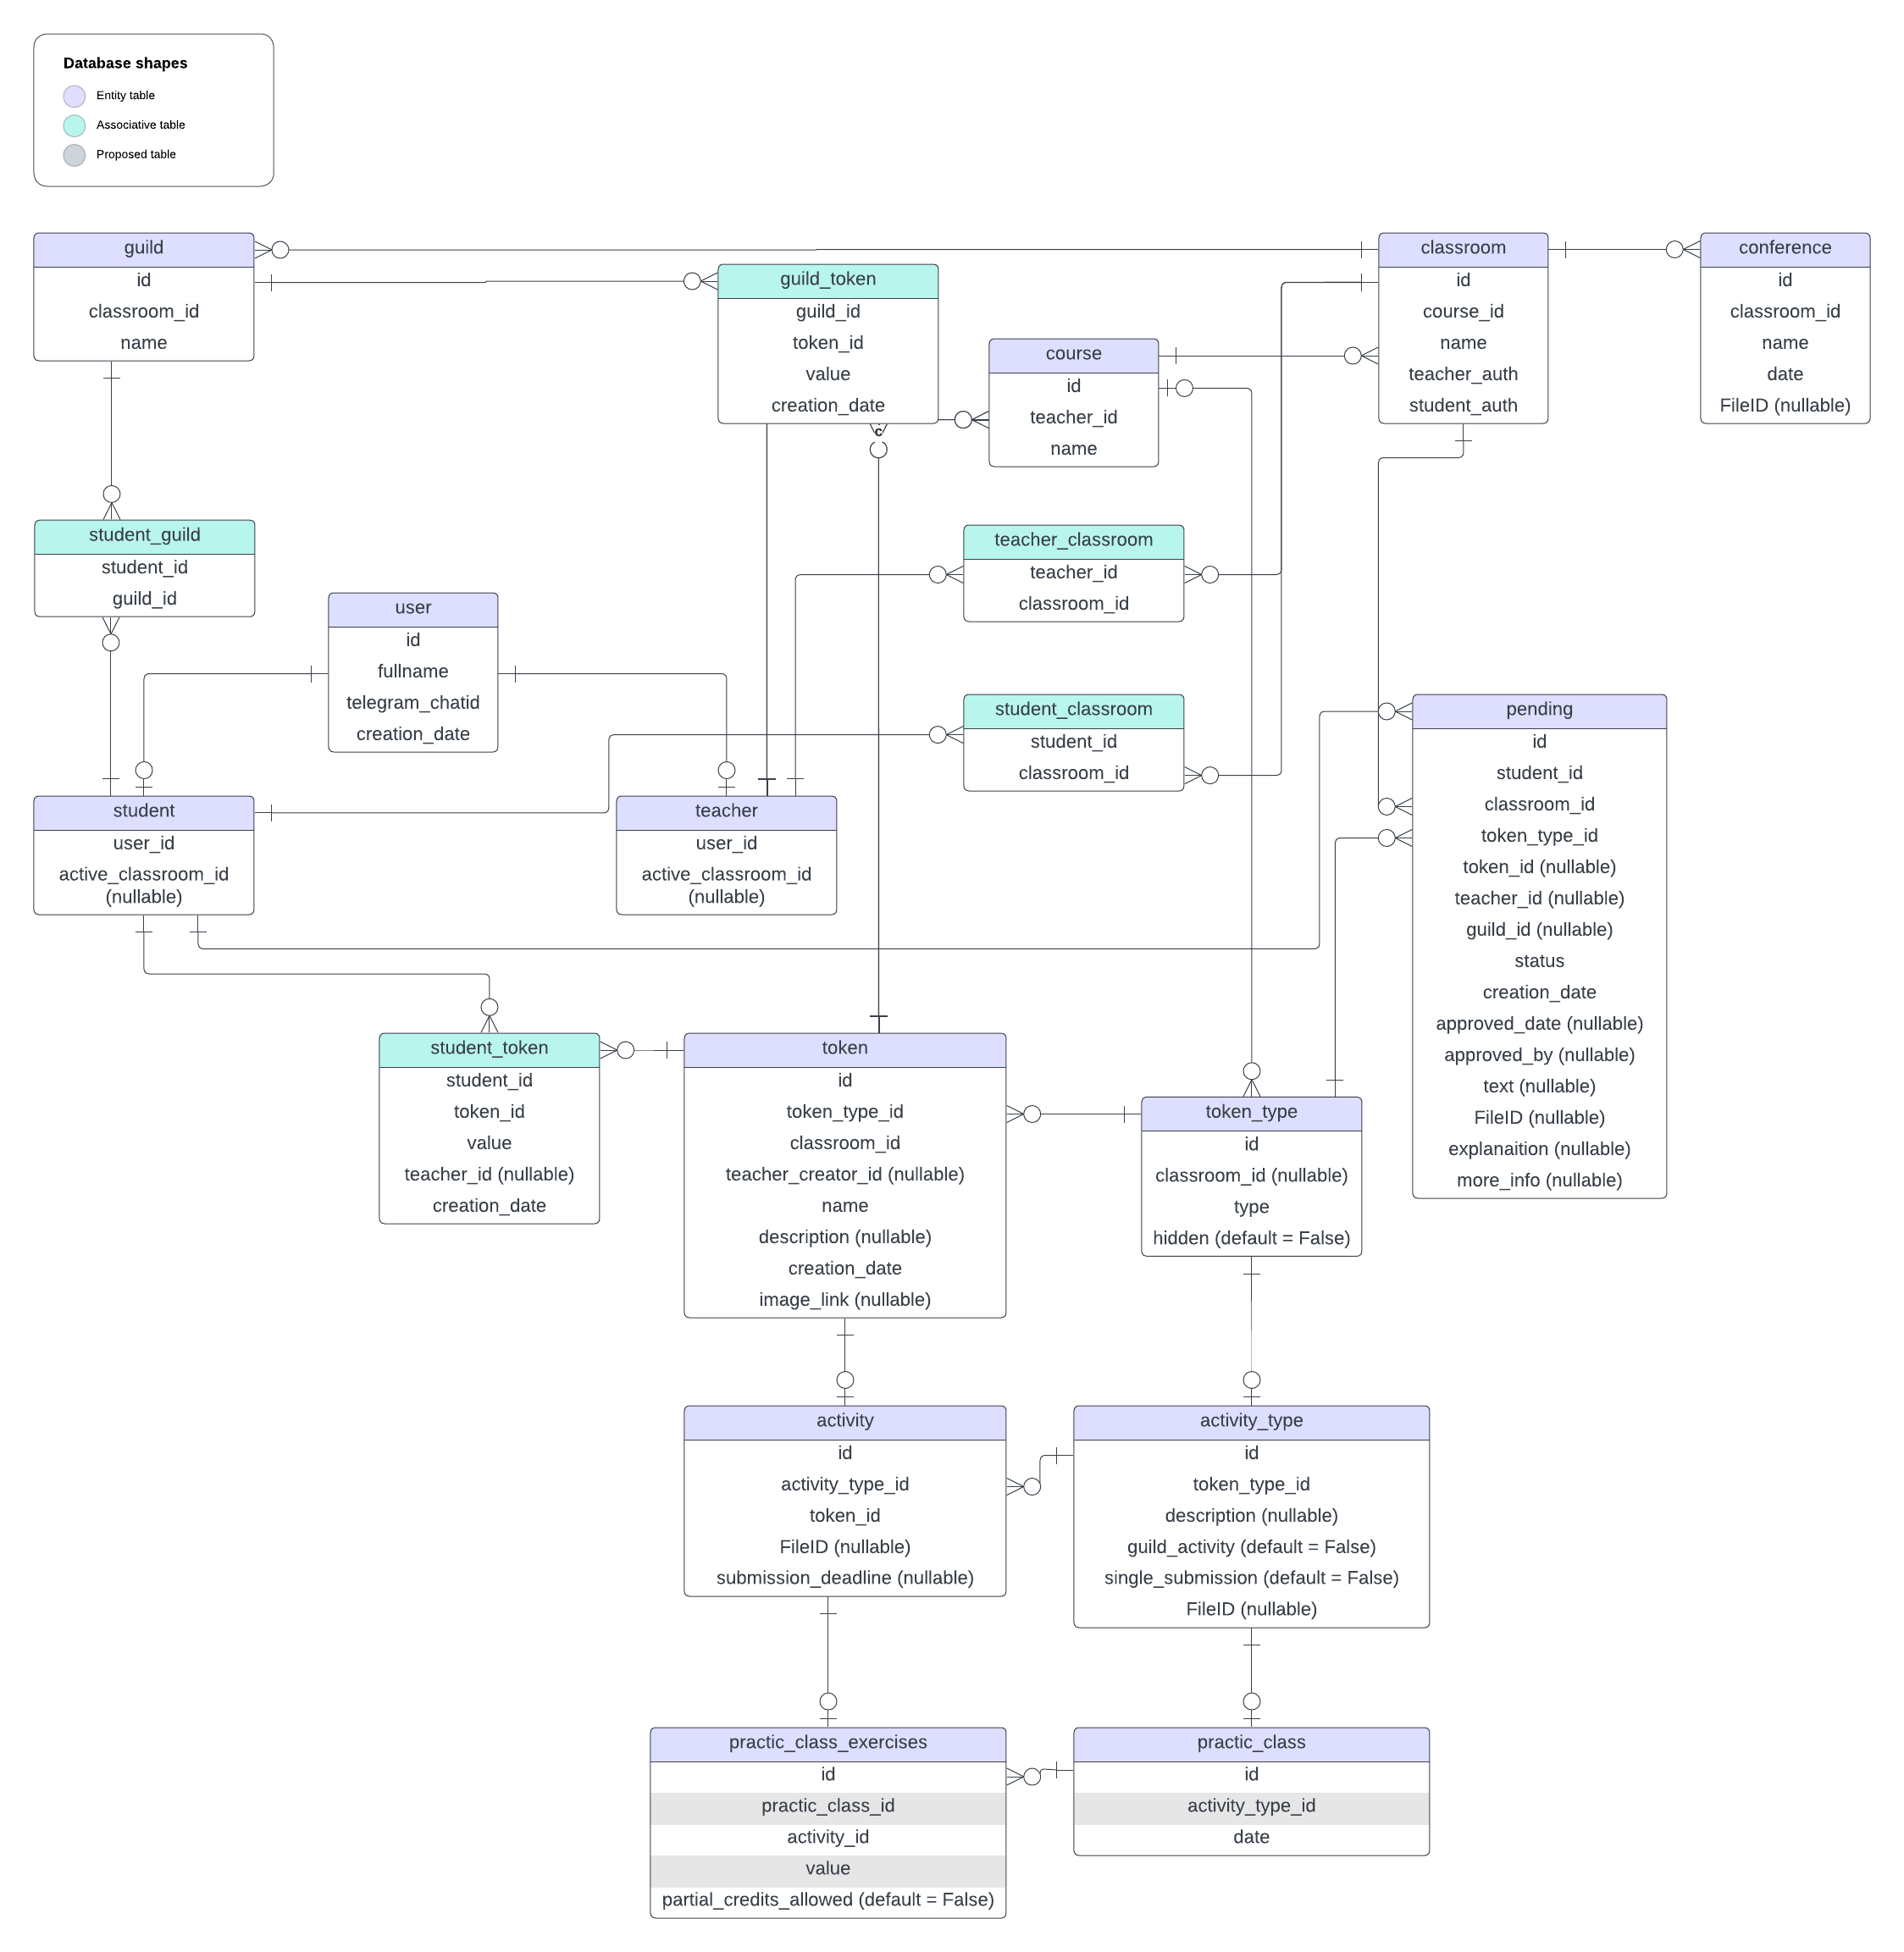 Database shapes
Entity table
Associative table
Proposed table
guild
id
classroom_id
name
guild_token
guild_id
token_id
value
creation_date
c
course
id
teacher_id
name
classroom
id
course_id
name
teacher_auth
student_auth
conference
id
classroom_id
name
date
FileID (nullable)
student_guild
student_id
guild_id
user
id
fullname
telegram_chatid
creation_date
teacher_classroom
teacher_id
classroom_id
student_classroom
student_id
classroom_id
student
user_id
active_classroom_id
(nullable)
teacher
user_id
active_classroom_id
(nullable)
pending
id
student_id
classroom_id
token_type_id
token_id (nullable)
teacher_id (nullable)
guild_id (nullable)
status
creation_date
approved_date (nullable)
approved_by (nullable)
text (nullable)
FileID (nullable)
explanaition (nullable)
more_info (nullable)
student_token
student_id
token_id
value
teacher_id (nullable)
creation_date
token
id
token_type_id
classroom_id
teacher_creator_id (nullable)
name
description (nullable)
creation_date
image_link (nullable)
token_type
id
classroom_id (nullable)
type
hidden (default = False)
activity
id
activity_type_id
token_id
FileID (nullable)
submission_deadline (nullable)
activity_type
id
token_type_id
description (nullable)
guild_activity (default = False)
single_submission (default = False)
FileID (nullable)
practic_class_exercises
id
practic_class_id
activity_id
value
partial_credits_allowed (default = False)
practic_class
id
activity_type_id
date